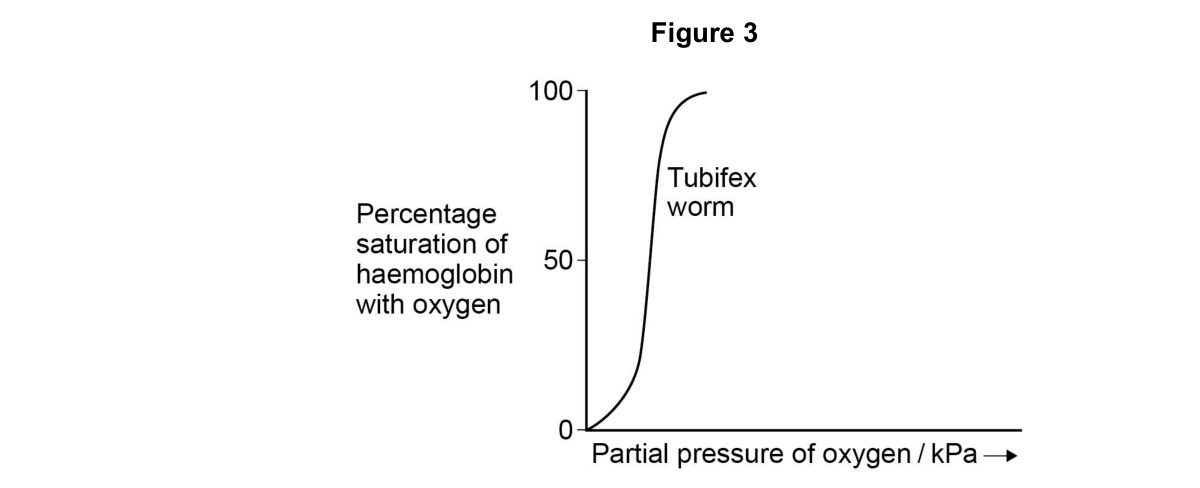 Figure 3
100
Tubifex
worm
Percentage
saturation of
haemoglobin
with oxygen
50
0
Partial pressure of oxygen / kPa